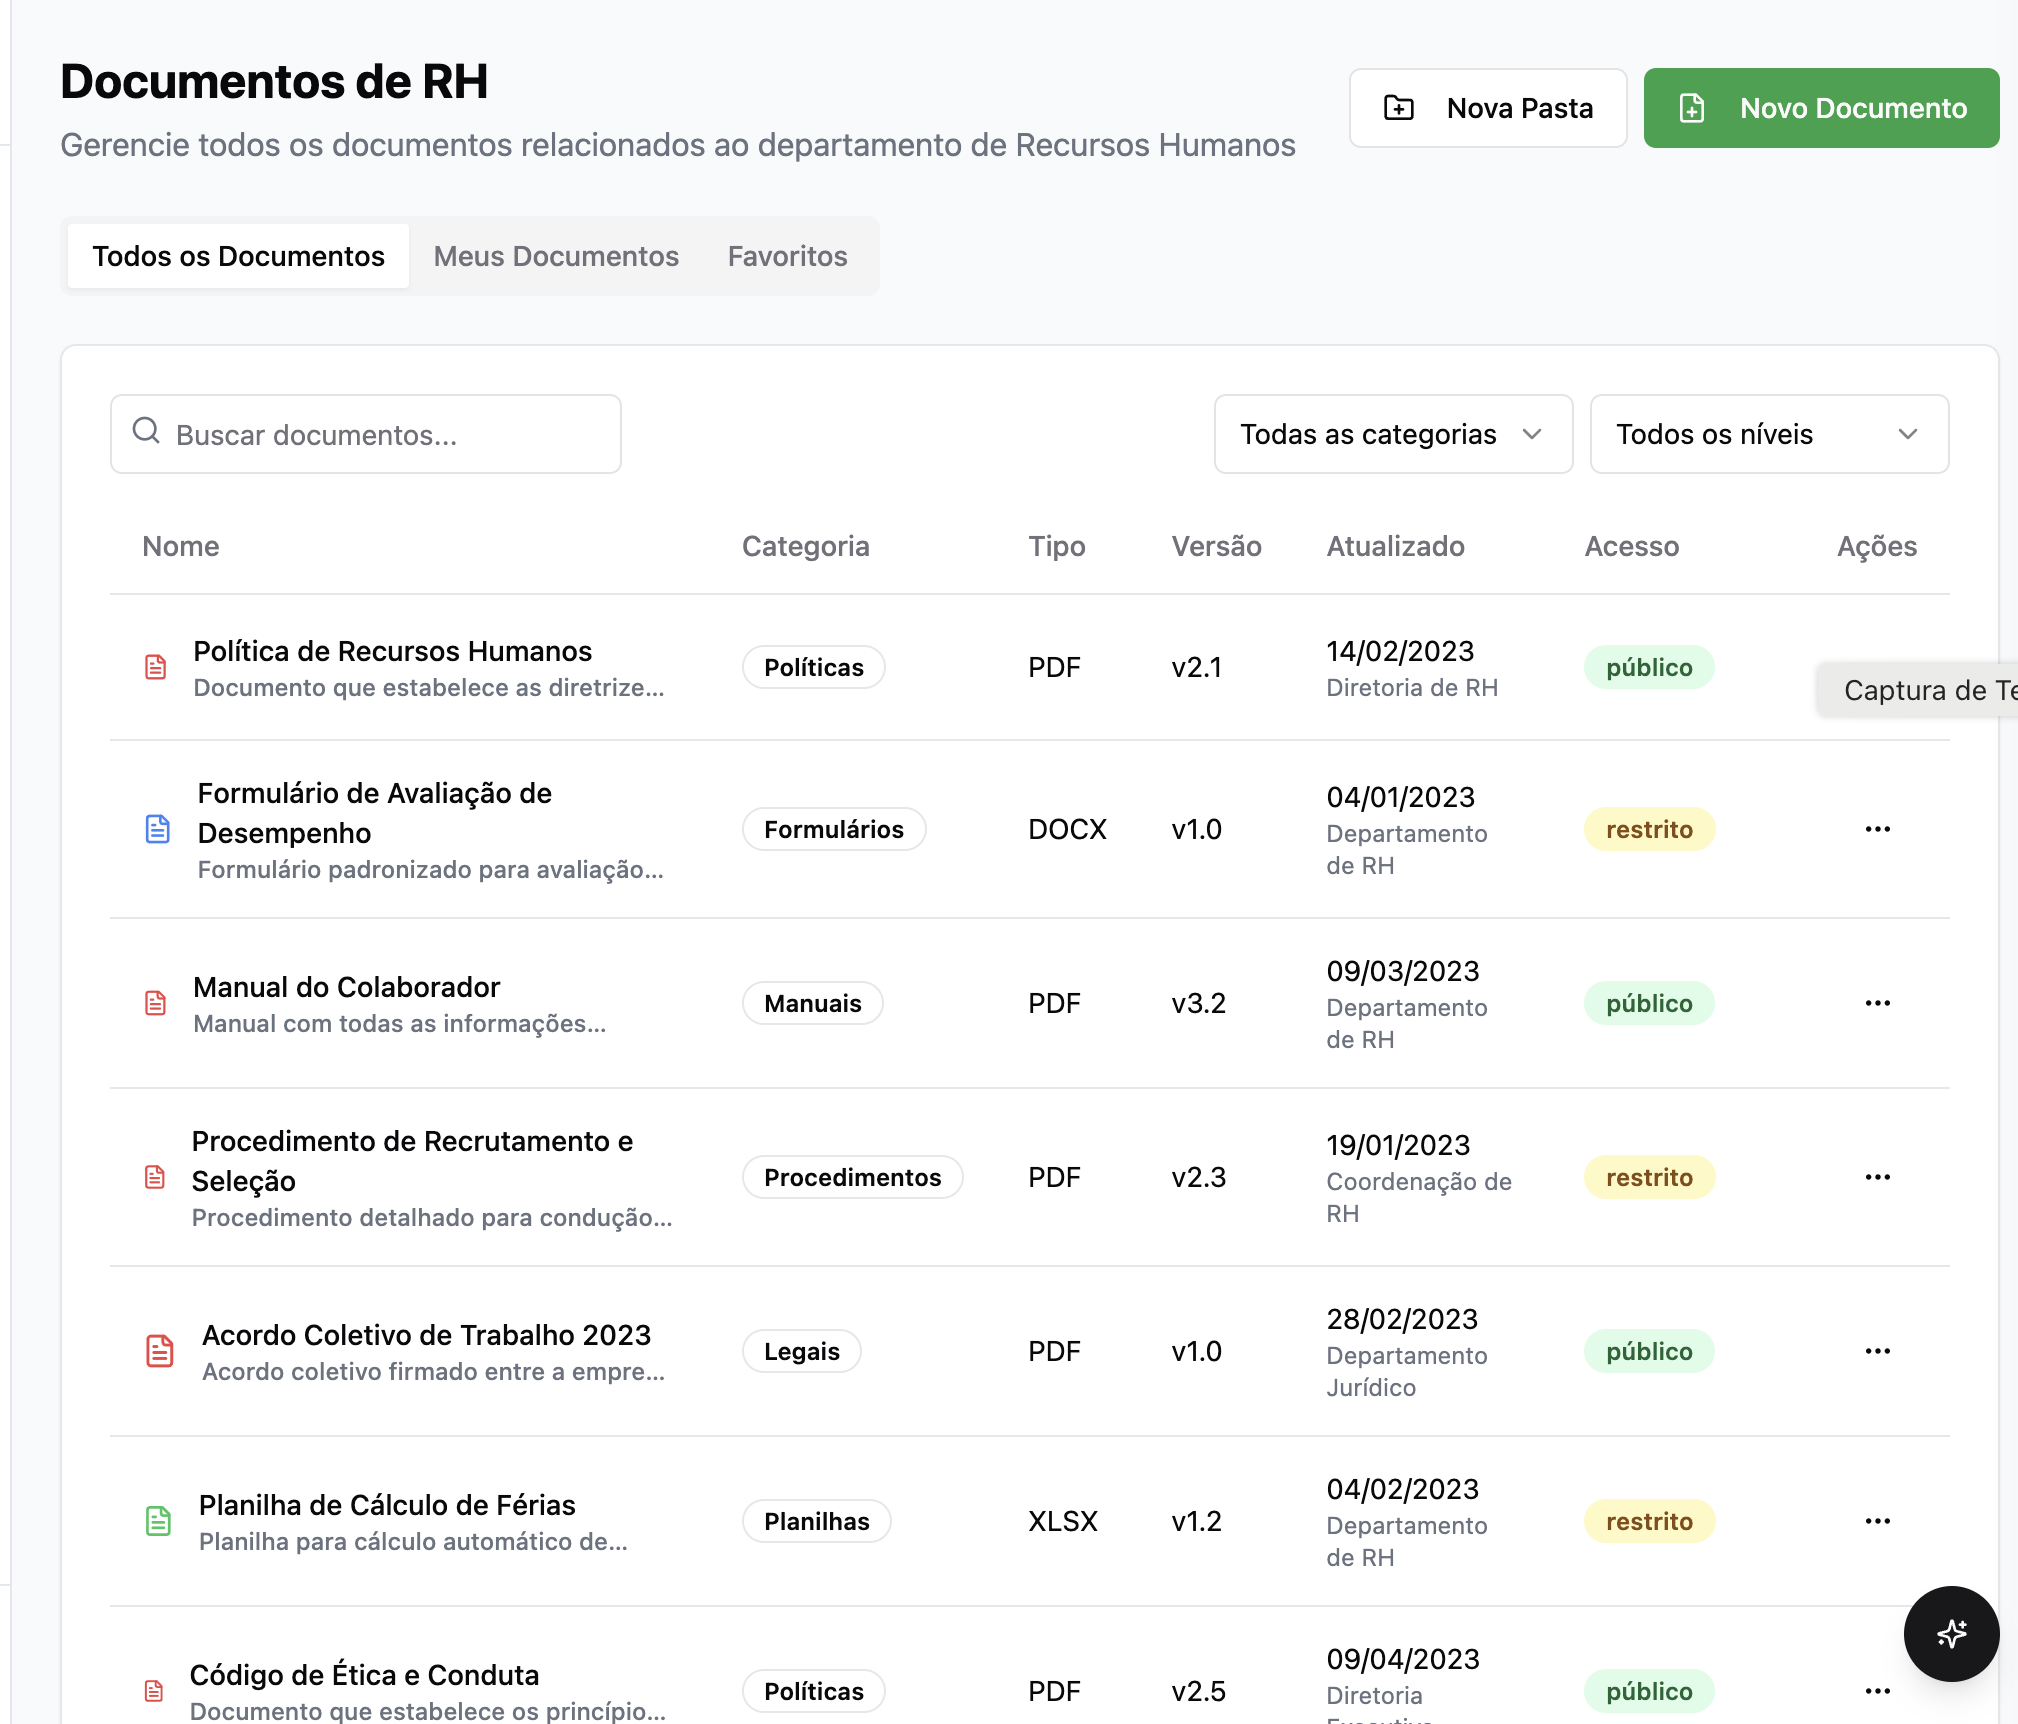 Documentos de RH
Gerencie todos os documentos relacionados ao departamento de Recursos Humanos
Nova Pasta
Novo Documento
Todos os Documentos
Meus Documentos
Favoritos
Buscar documentos...
Todas as categorias
Todos os níveis
Nome
Categoria
Tipo
Versão
Atualizado
Acesso
Ações
Política de Recursos Humanos
Documento que estabelece as diretrize...
Políticas
PDF
v2.1
14/02/2023
Diretoria de RH
público
Captura de Te
Formulário de Avaliação de
Desempenho
Formulário padronizado para avaliação...
Formulários
DOCX
v1.0
04/01/2023
Departamento
de RH
restrito
Manual do Colaborador
Manual com todas as informações...
Manuais
PDF
v3.2
09/03/2023
Departamento
de RH
público
Procedimento de Recrutamento e
Seleção
Procedimento detalhado para condução...
Procedimentos
PDF
v2.3
19/01/2023
Coordenação de
RH
restrito
Acordo Coletivo de Trabalho 2023
Acordo coletivo firmado entre a empre...
Legais
PDF
v1.0
28/02/2023
Departamento
Jurídico
público
Planilha de Cálculo de Férias
Planilha para cálculo automático de...
Planilhas
XLSX
v1.2
04/02/2023
Departamento
de RH
restrito
Código de Ética e Conduta
Documento que estabelece os princípio...
Políticas
PDF
v2.5
09/04/2023
Diretoria
público